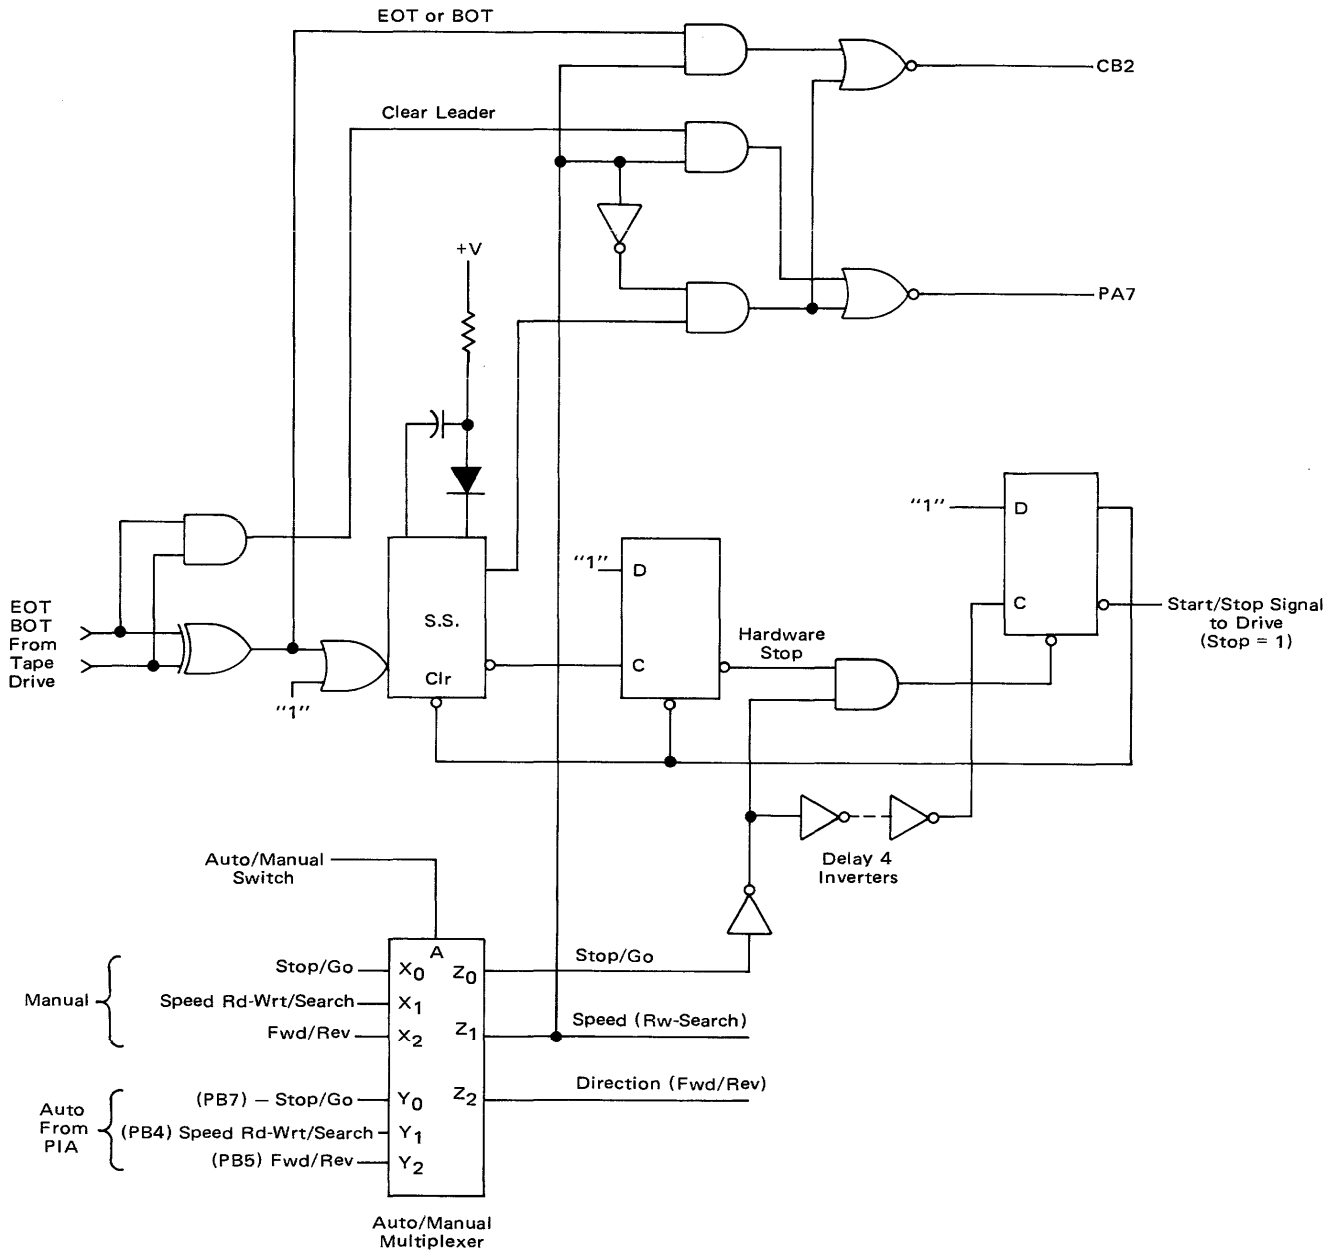 EOT or BOT
CB2
Clear Leader
+V
PA7
"1"
D
"1"
D
EOT
BOT
From
Tape
Drive
S.S.
C
Start/Stop Signal
to Drive
(Stop = 1)
Hardware
Stop
C
Clr
"1"
Delay 4
Inverters
Auto/Manual
Switch
A
Manual
Stop/Go
X0
Z0
Stop/Go
Speed Rd-Wrt/Search
X1
Fwd/Rev
X2
Z1
Speed (Rw-Search)
Auto
From
PIA
(PB7) – Stop/Go
Y0
Z2
Direction (Fwd/Rev)
(PB4) Speed Rd-Wrt/Search
Y1
(PB5) Fwd/Rev
Y2
Auto/Manual
Multiplexer